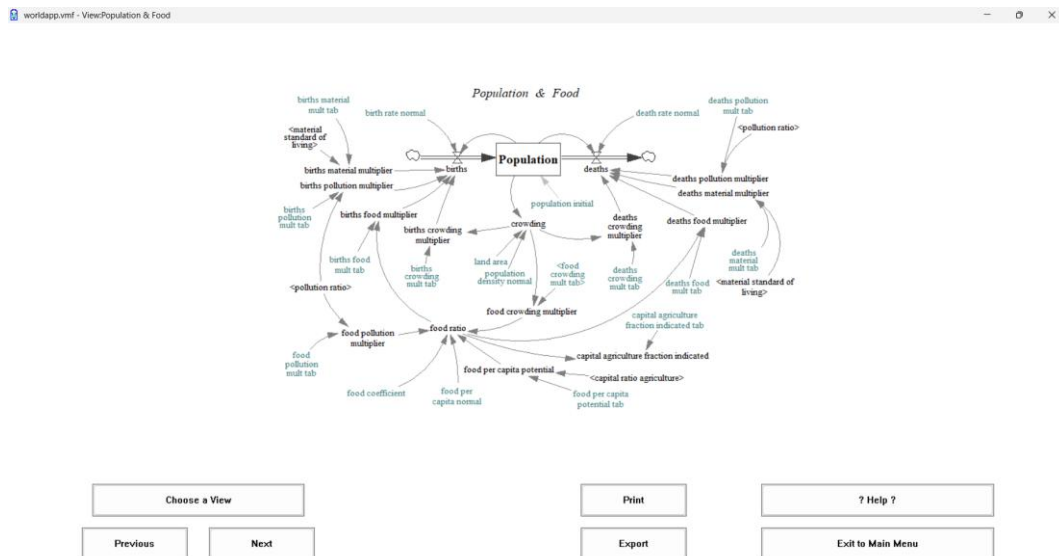 worldapp.vmf - View:Population & Food
Population & Food
births material
mult tab
birth rate normal
death rate normal
deaths pollution
mult tab
<material
standard of
living>
<pollution ratio>
Population
births
deaths
births material multiplier
births pollution multiplier
deaths pollution multiplier
deaths material multiplier
births
pollution
mult tab
births food multiplier
births crowding
multiplier
population initial
crowding
deaths
crowding
multiplier
deaths food multiplier
births food
mult tab
births
crowding
mult tab
land area
population
density normal
<food
crowding
mult tab>
deaths
crowding
mult tab
deaths food
mult tab
deaths
material
mult tab
<material standard of
living>
<pollution ratio>
food crowding multiplier
capital agriculture
fraction indicated tab
food pollution
multiplier
food ratio
capital agriculture fraction indicated
food
pollution
mult tab
food per capita potential
<capital ratio agriculture>
food coefficient
food per
capita normal
food per capita
potential tab
Choose a View
Print
? Help ?
Previous
Next
Export
Exit to Main Menu